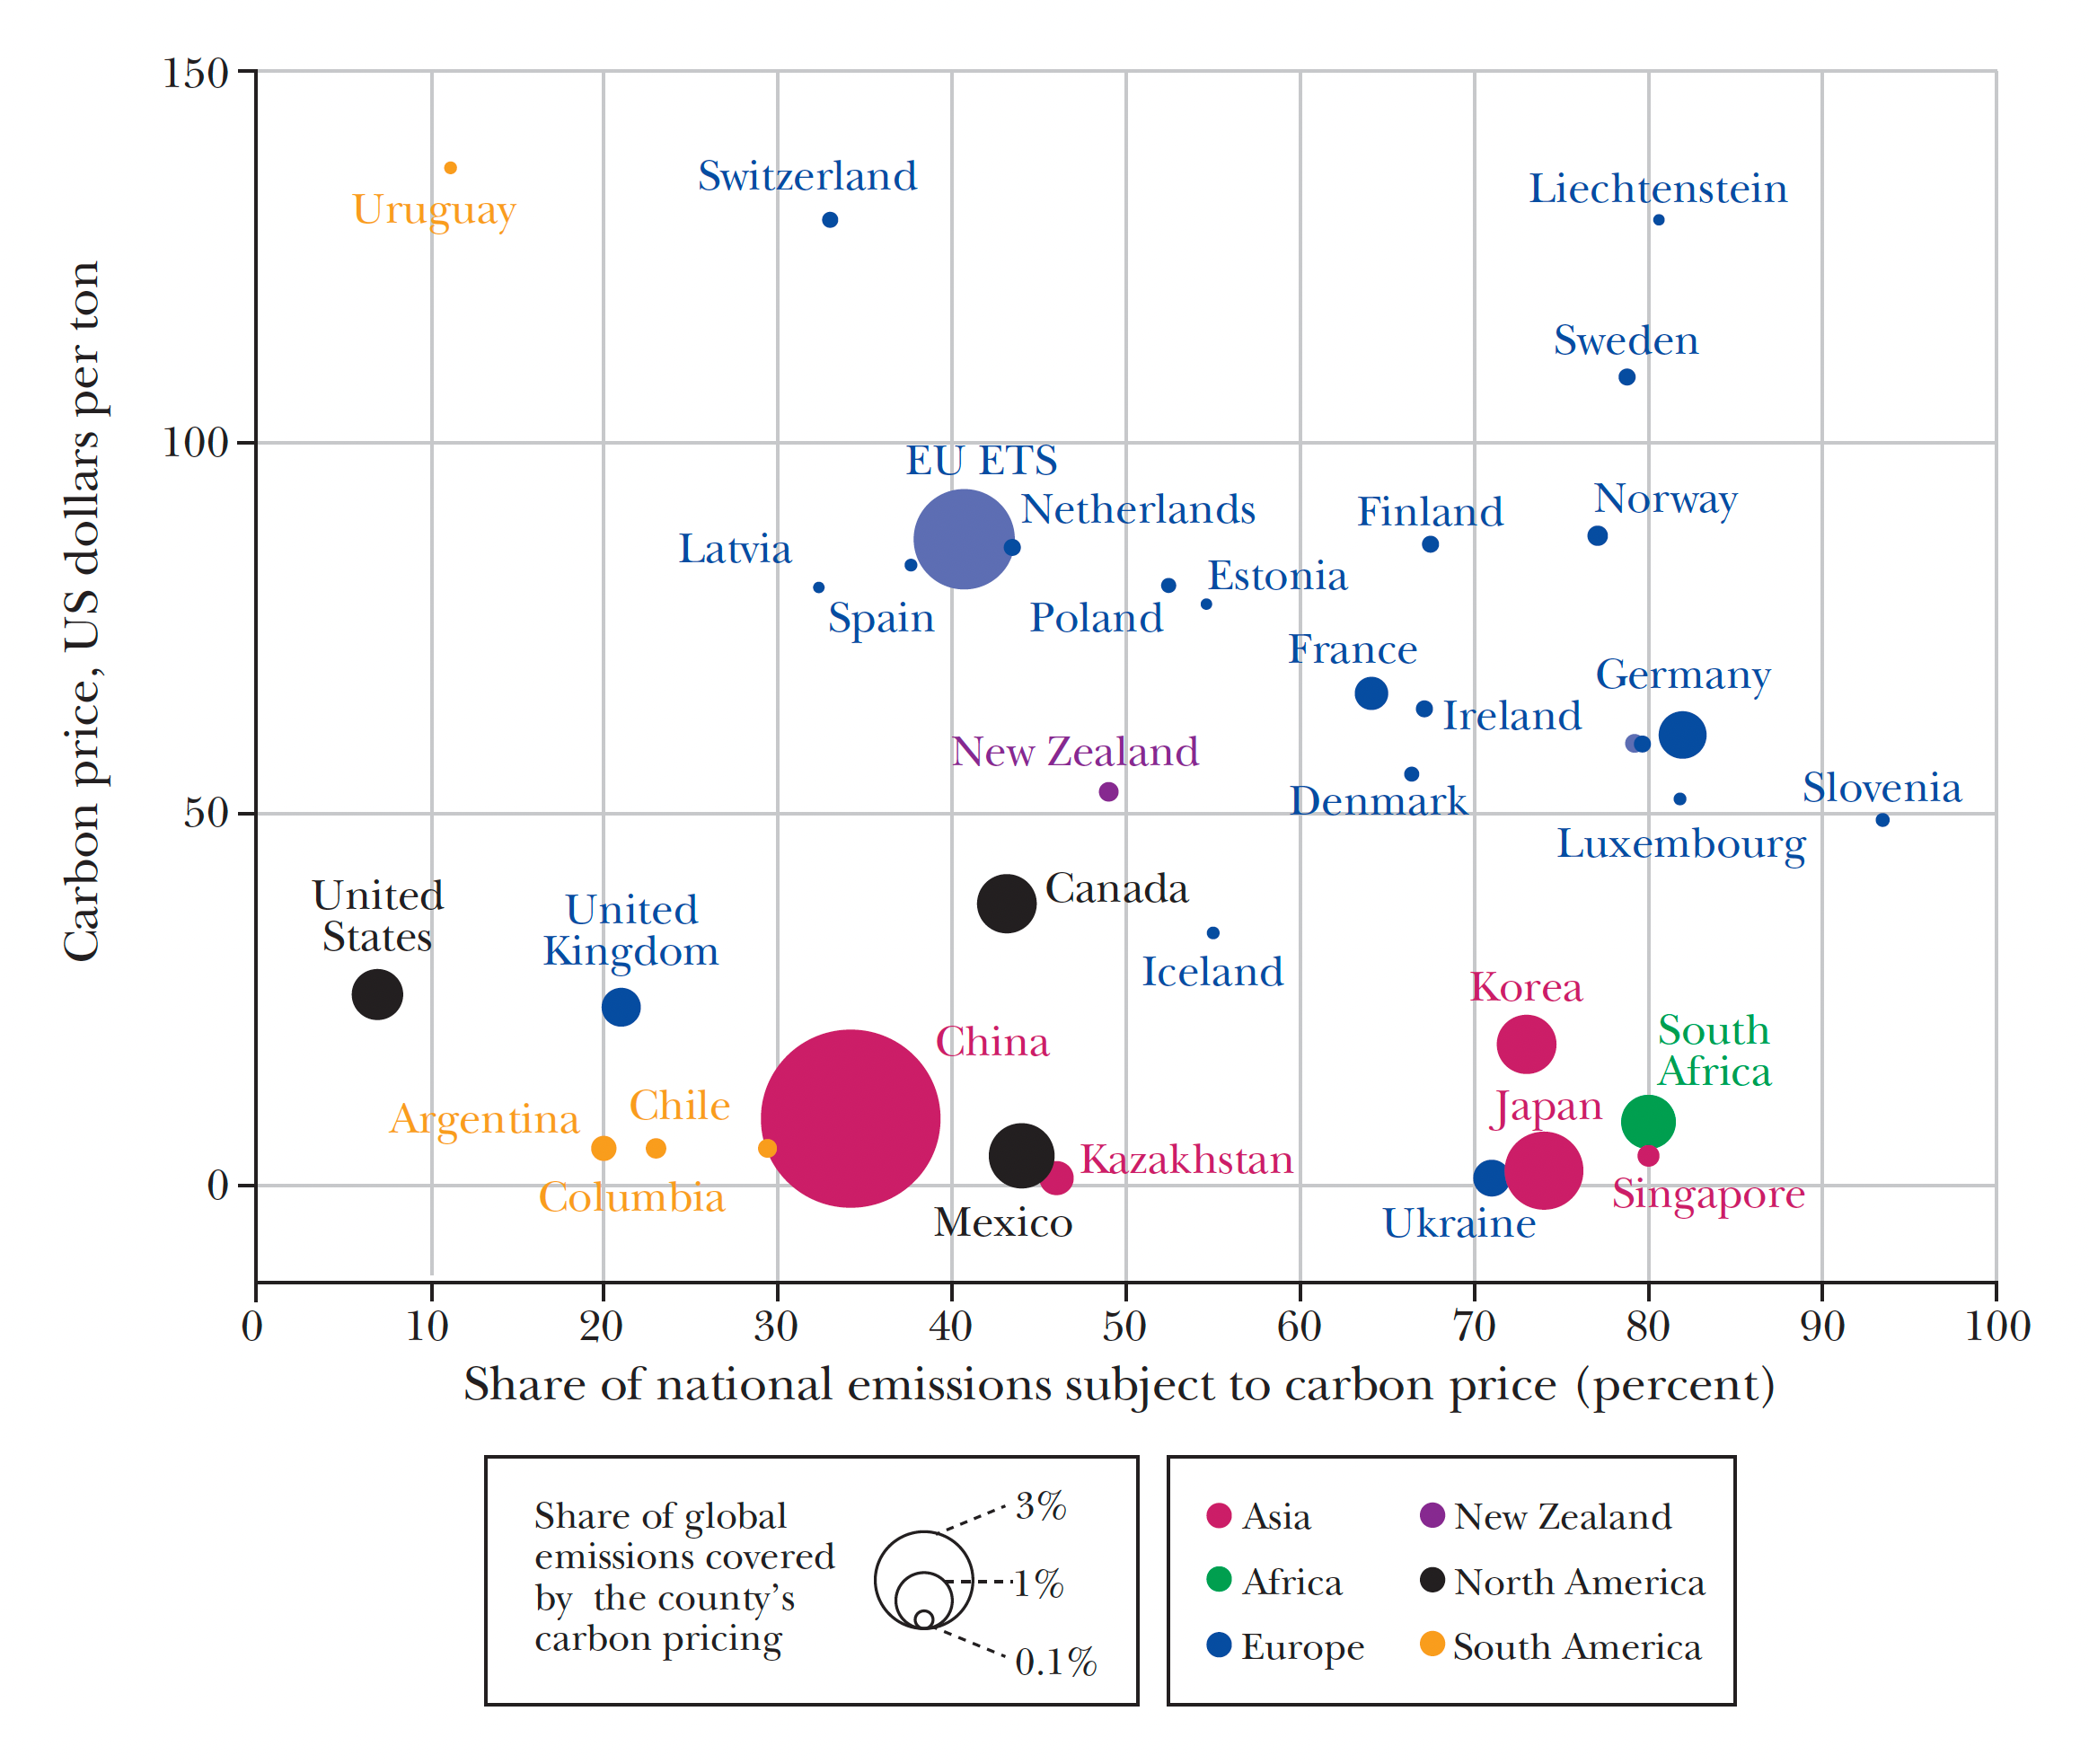 150
Switzerland
Liechtenstein
Uruguay
Sweden
100
EU ETS
Norway
Netherlands
Finland
Latvia
Estonia
Spain
Poland
France
Germany
Ireland
New Zealand
Denmark
Slovenia
50
Luxembourg
United
States
Canada
United
Kingdom
Iceland
Korea
South
Africa
China
Japan
Chile
Argentina
Kazakhstan
0
Columbia
Singapore
Mexico
Ukraine
Carbon price, US dollars per ton
0 10 20 30 40 50 60 70 80 90 100
Share of national emissions subject to carbon price (percent)
Share of global
emissions covered
by the county's
carbon pricing
3%
1%
0.1%
Asia
Africa
Europe
New Zealand
North America
South America